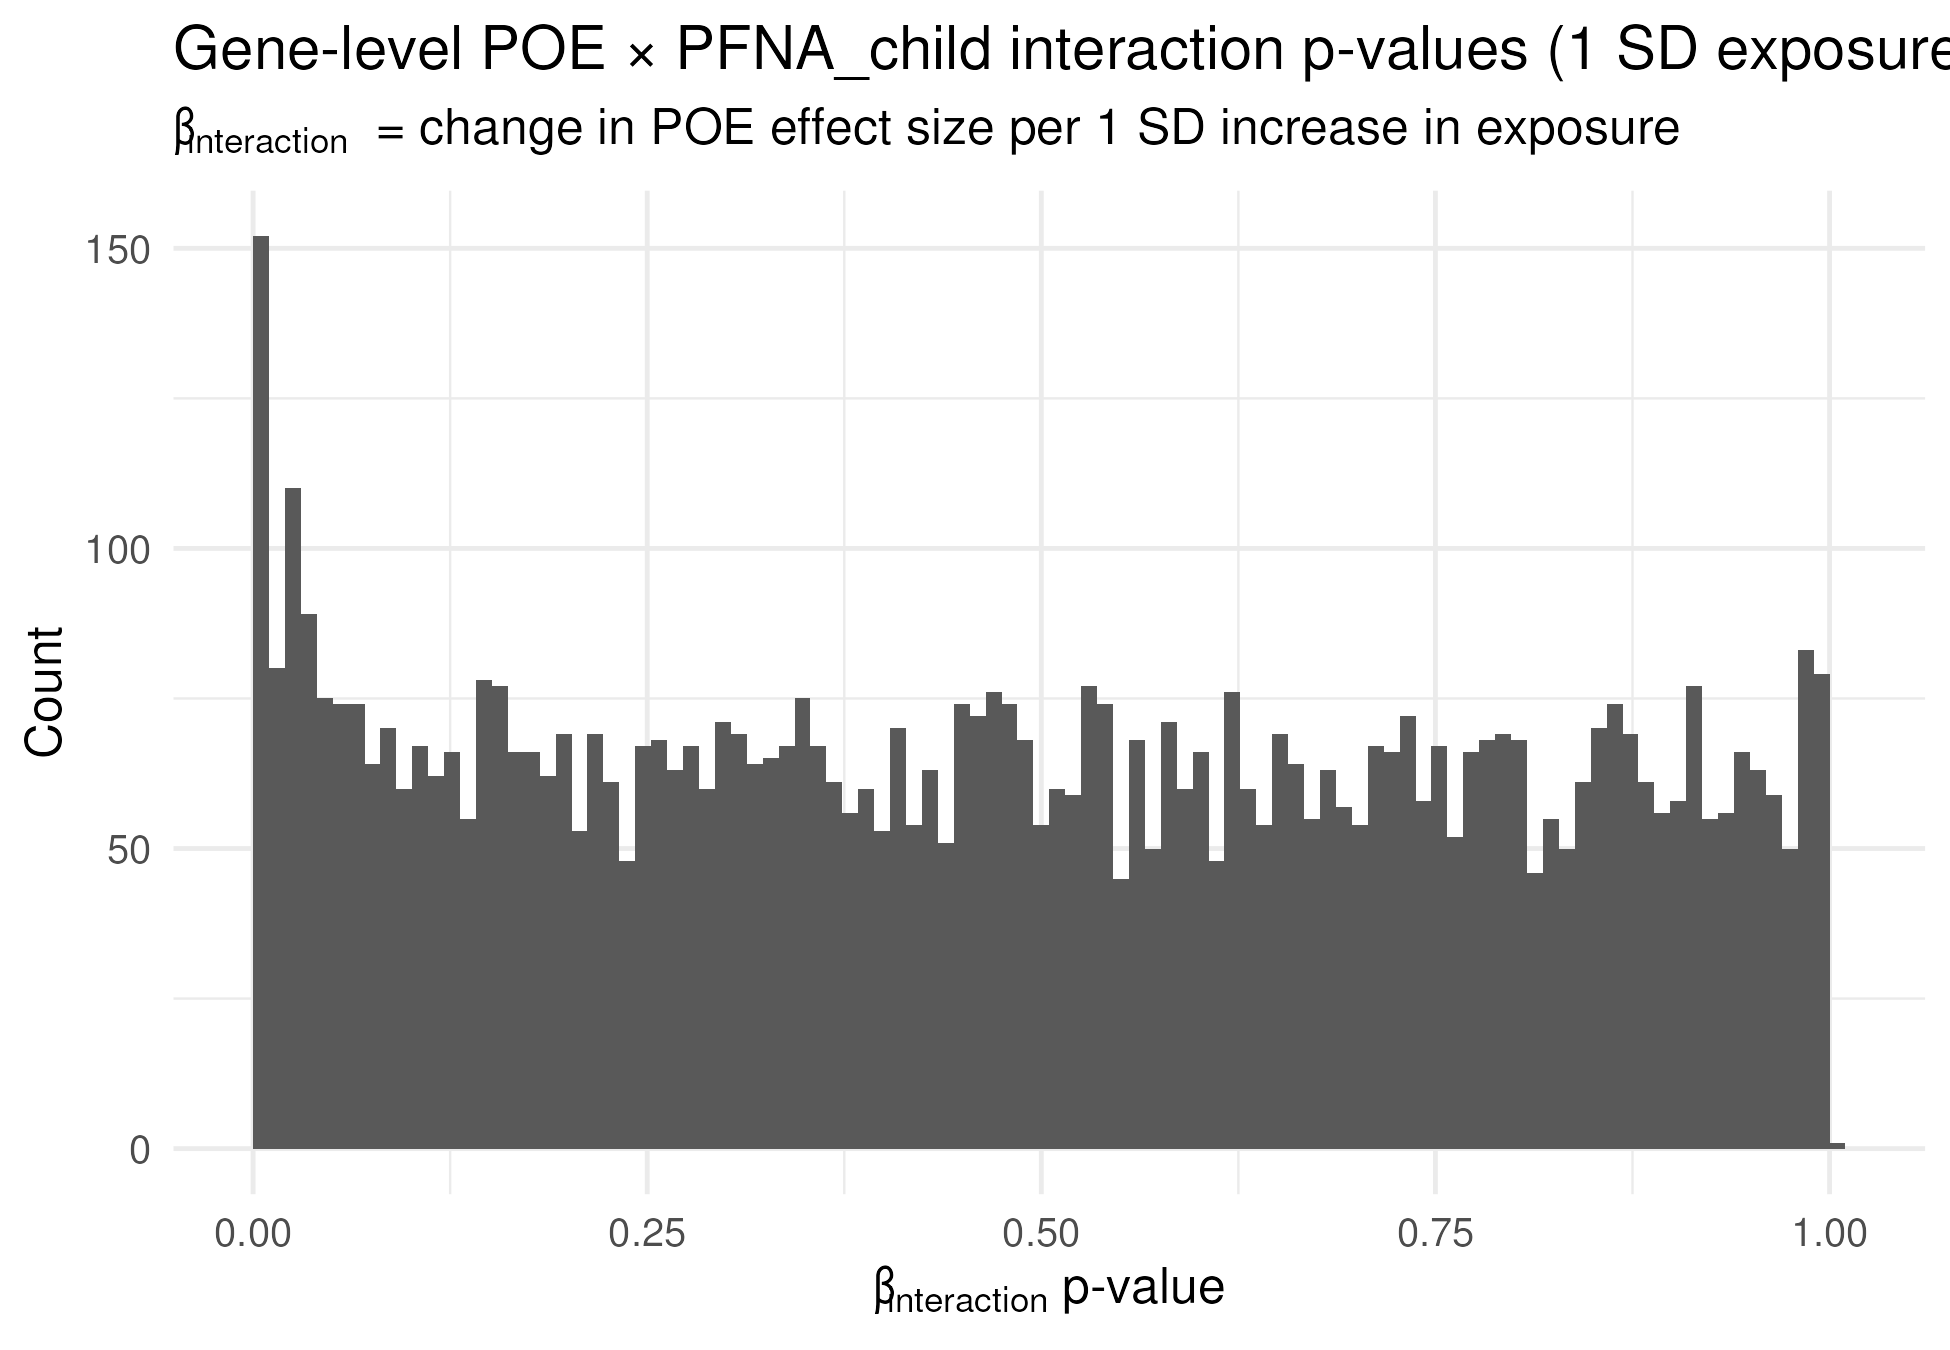 Gene-level POE × PFNA_child interaction p-values (1 SD exposure
βinteraction = change in POE effect size per 1 SD increase in exposure
150
100
50
0
Count
0.00 0.25 0.50 0.75 1.00
βinteraction p-value